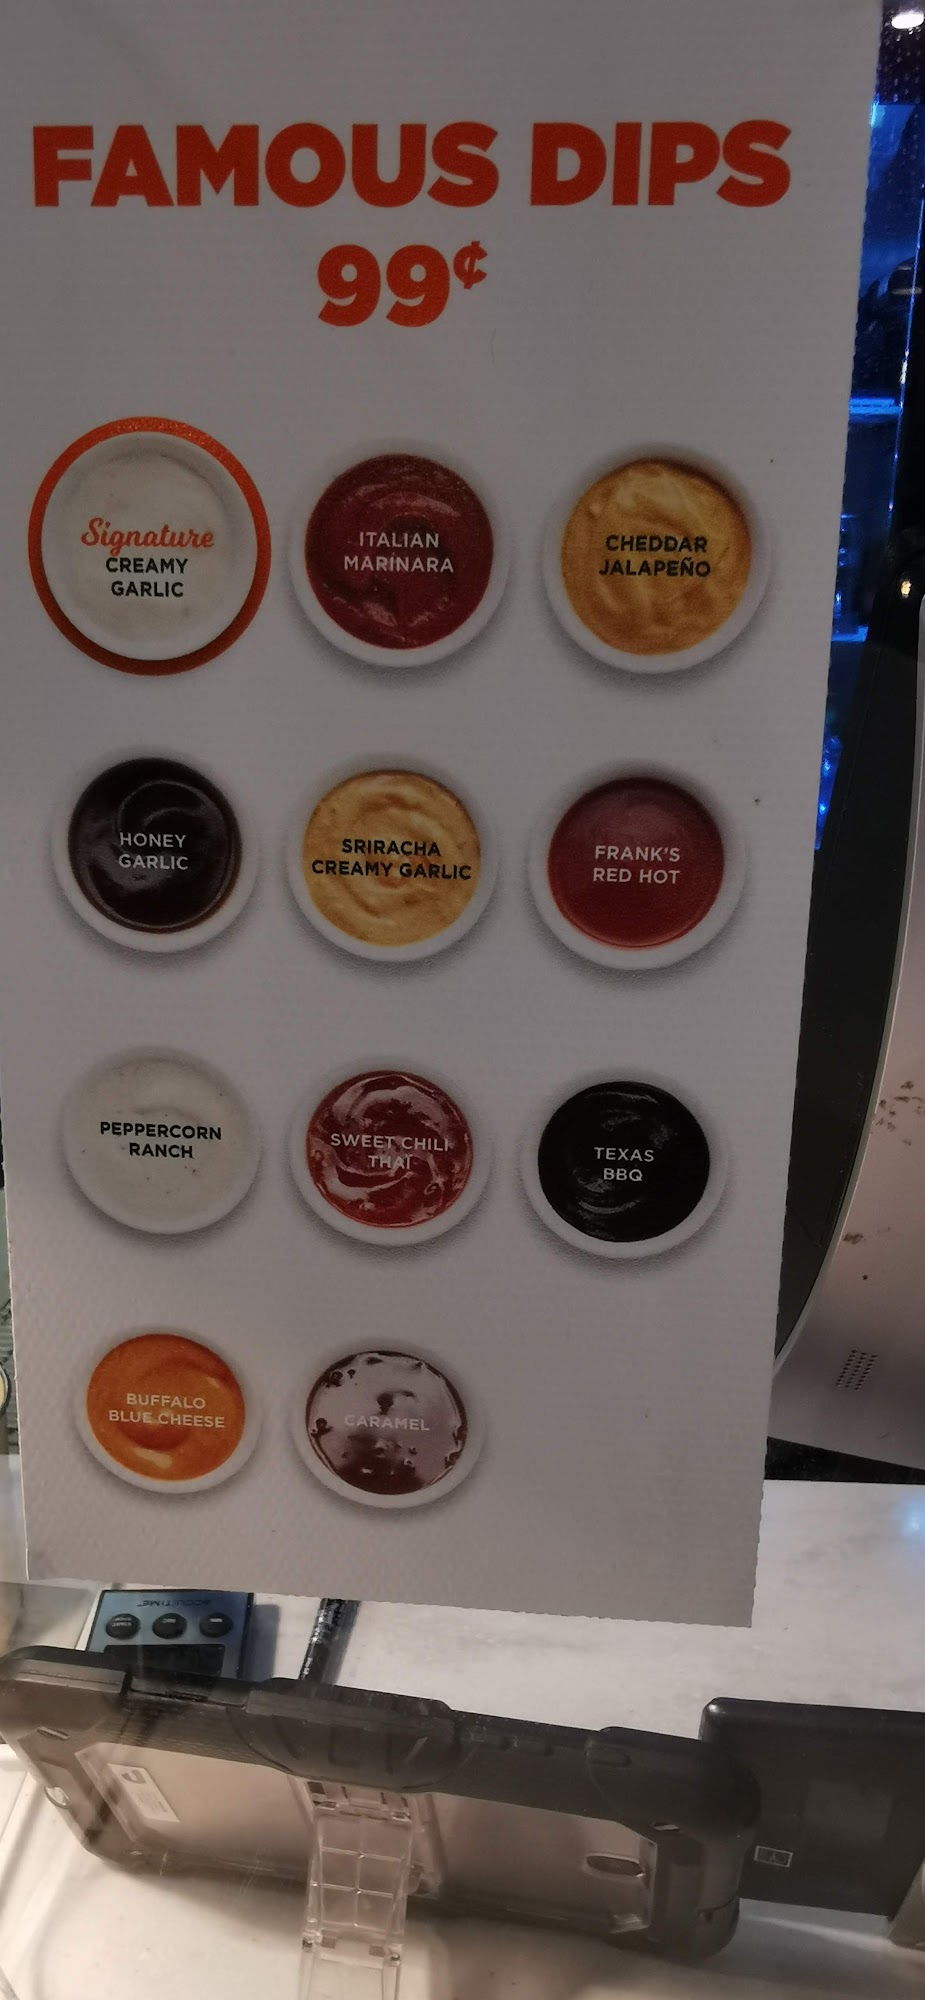 FAMOUS DIPS
99¢
Signature
CREAMY
GARLIC
ITALIAN
MARINARA
CHEDDAR
JALAPEÑO
HONEY
GARLIC
SRIRACHA
CREAMY GARLIC
FRANK'S
RED HOT
PEPPERCORN
RANCH
SWEET CHILI
THAÏ
TEXAS
BBQ
BUFFALO
BLUE CHEESE
CARAMEL